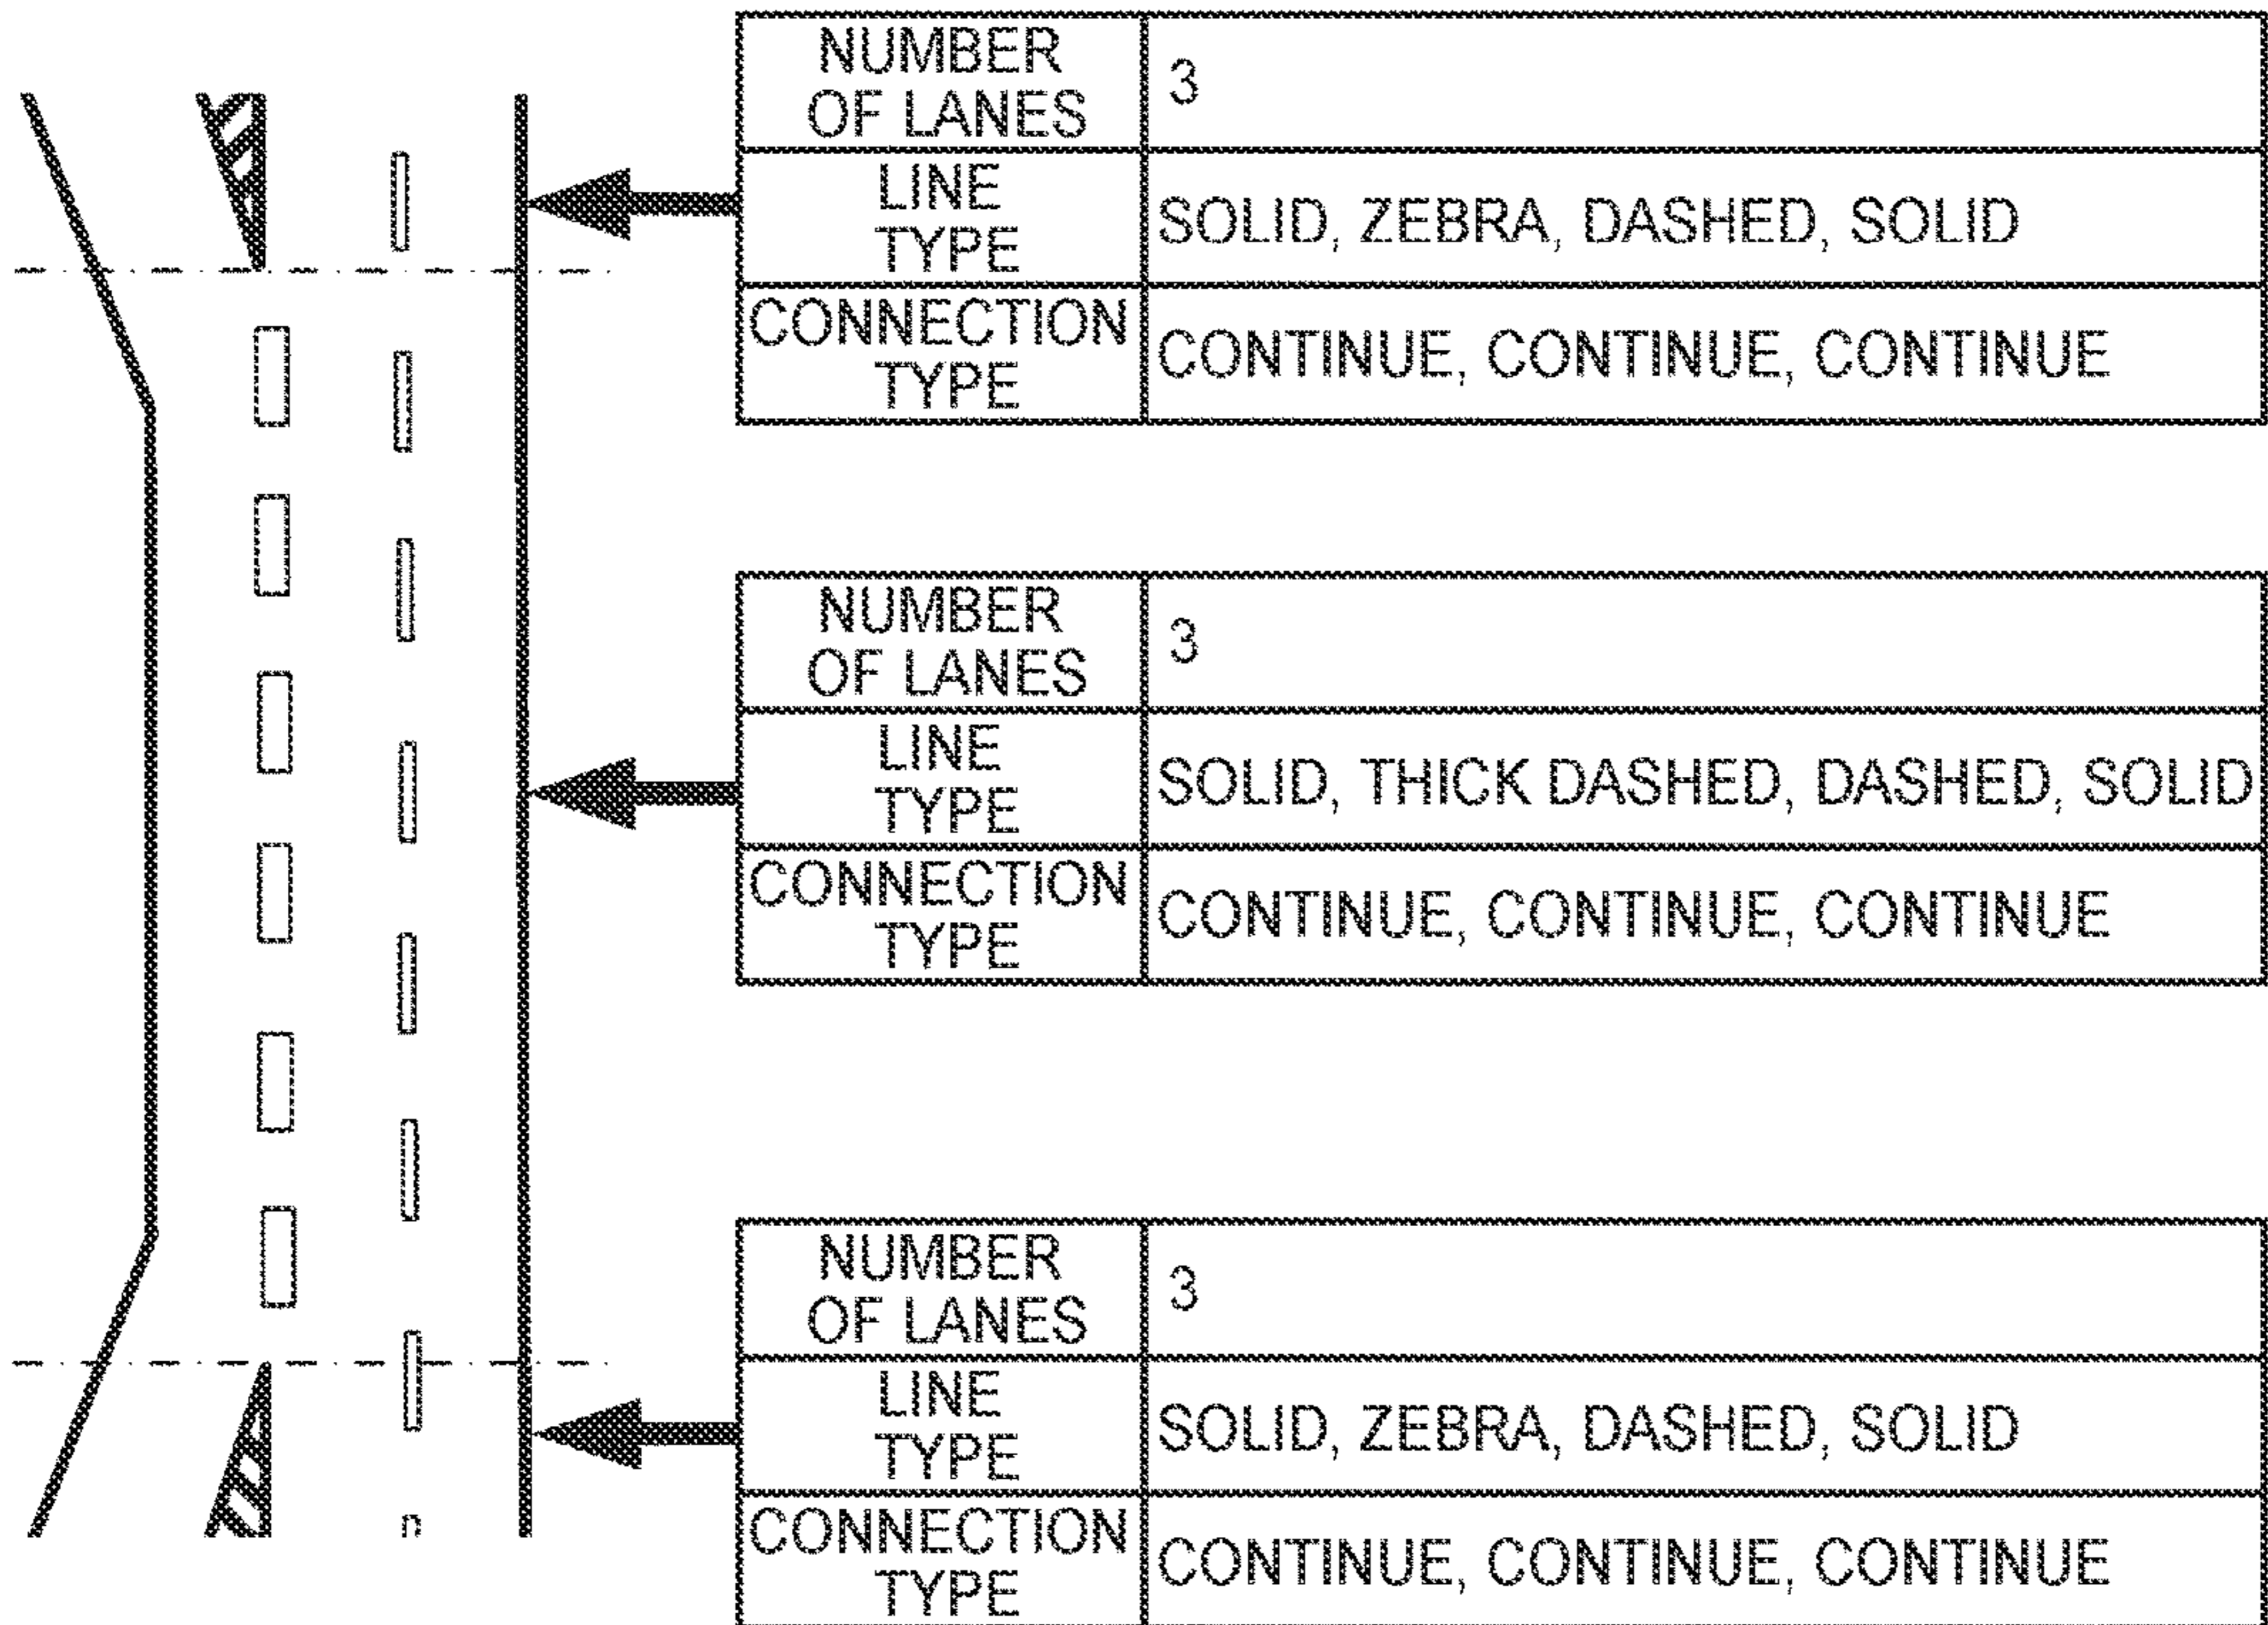 NUMBER
OF LANES
3
LINE
TYPE
SOLID, ZEBRA, DASHED, SOLID
CONNECTION
TYPE
CONTINUE, CONTINUE, CONTINUE
NUMBER
OF LANES
3
LINE
TYPE
SOLID, THICK DASHED, DASHED, SOLID
CONNECTION
TYPE
CONTINUE, CONTINUE, CONTINUE
NUMBER
OF LANES
3
LINE
TYPE
SOLID, ZEBRA, DASHED, SOLID
CONNECTION
TYPE
CONTINUE, CONTINUE, CONTINUE